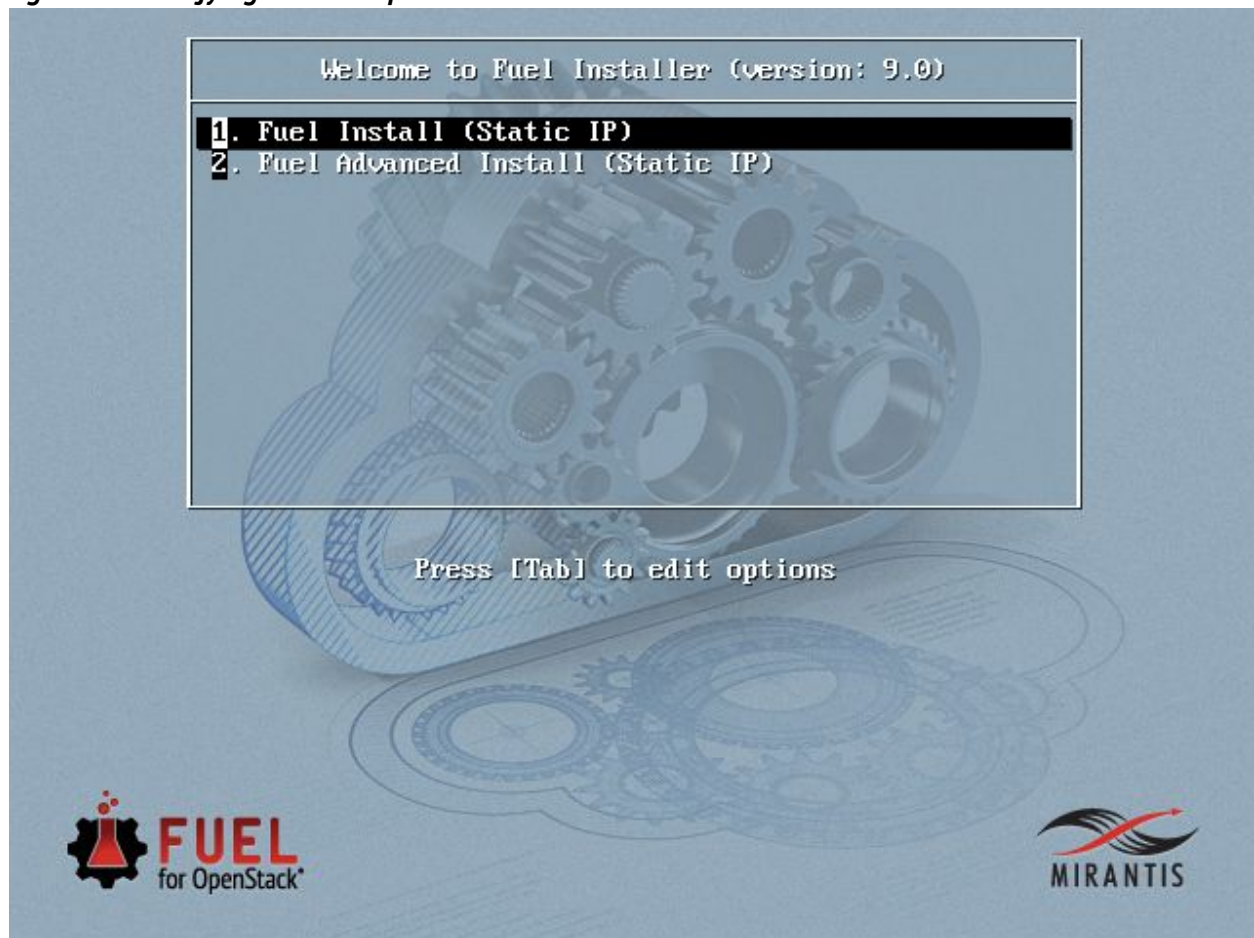 Welcome to Fuel Installer (version: 9.0)
1. Fuel Install (Static IP)
2. Fuel Advanced Install (Static IP)
Press [Tab] to edit options
FUEL
for OpenStack*
MIRANTIS